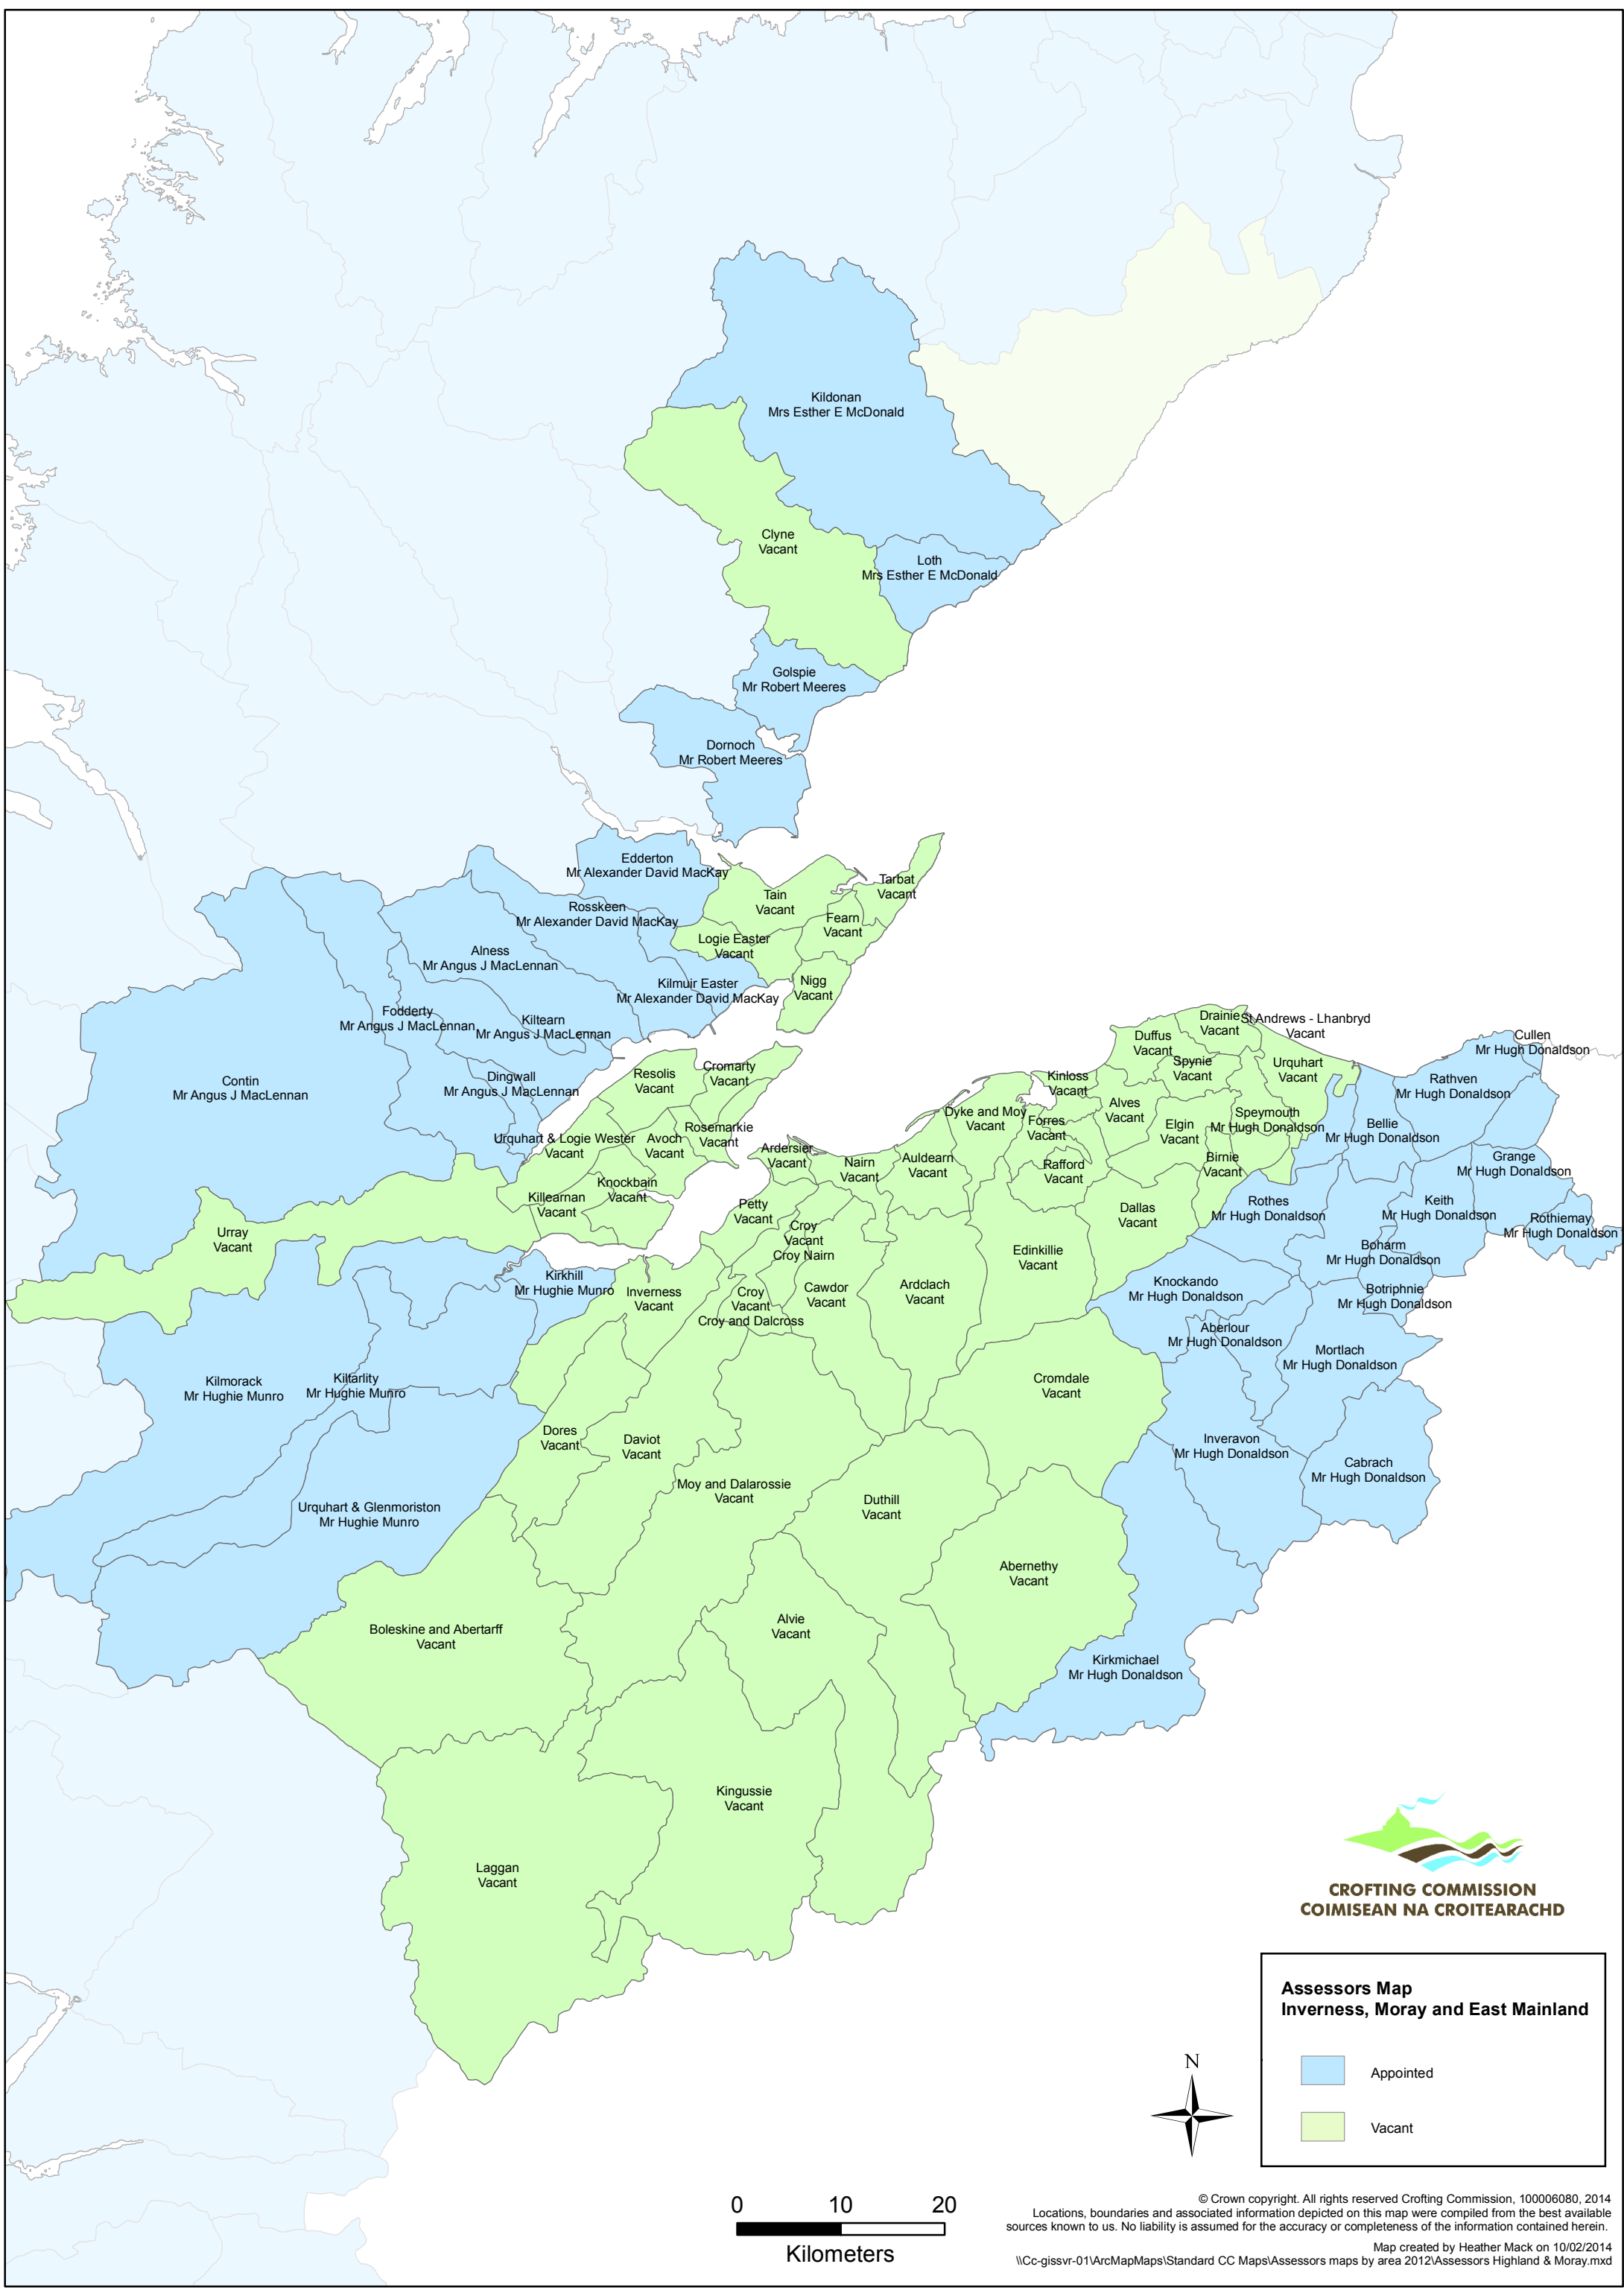 Kildonan
Mrs Esther E McDonald
Clyne
Vacant
Loth
Mrs Esther E McDonald
Golspie
Mr Robert Meeres
Dornoch
Mr Robert Meeres
Edderton
Mr Alexander David MacKay
Tarbat
Vacant
Tain
Vacant
Rosskeen
Mr Alexander David MacKay
Fearn
Vacant
Logie Easter
Vacant
Alness
Mr Angus J MacLennan
Nigg
Vacant
Kilmuir Easter
Mr Alexander David MacKay
Fodderty
Mr Angus J MacLennan
Kiltearn
Mr Angus J MacLennan
Drainie
Vacant
St Andrews - Lhanbryd
Vacant
Duffus
Vacant
Cullen
Mr Hugh Donaldson
Cromarty
Vacant
Resolis
Vacant
Spynie
Vacant
Urquhart
Vacant
Contin
Mr Angus J MacLennan
Dingwall
Mr Angus J MacLennan
Kinloss
Vacant
Rathven
Mr Hugh Donaldson
Alves
Vacant
Dyke and Moy
Vacant
Speymouth
Mr Hugh Donaldson
Forres
Vacant
Elgin
Vacant
Bellie
Mr Hugh Donaldson
Rosemarkie
Vacant
Urquhart & Logie Wester
Vacant
Avoch
Vacant
Ardersier
Vacant
Nairn
Vacant
Auldearn
Vacant
Birnie
Vacant
Grange
Mr Hugh Donaldson
Rafford
Vacant
Knockbain
Vacant
Killearnan
Vacant
Petty
Vacant
Dallas
Vacant
Rothes
Mr Hugh Donaldson
Keith
Mr Hugh Donaldson
Rothiemay
Mr Hugh Donaldson
Urray
Vacant
Croy
Vacant
Croy Nairn
Edinkillie
Vacant
Boharm
Mr Hugh Donaldson
Kirkhill
Mr Hughie Munro
Inverness
Vacant
Croy
Vacant
Croy and Dalcross
Cawdor
Vacant
Ardclach
Vacant
Knockando
Mr Hugh Donaldson
Botriphnie
Mr Hugh Donaldson
Aberlour
Mr Hugh Donaldson
Mortlach
Mr Hugh Donaldson
Kilmorack
Mr Hughie Munro
Kiltarlity
Mr Hughie Munro
Cromdale
Vacant
Dores
Vacant
Daviot
Vacant
Inveravon
Mr Hugh Donaldson
Cabrach
Mr Hugh Donaldson
Moy and Dalarossie
Vacant
Duthill
Vacant
Urquhart & Glenmoriston
Mr Hughie Munro
Abernethy
Vacant
Boleskine and Abertarff
Vacant
Alvie
Vacant
Kirkmichael
Mr Hugh Donaldson
Kingussie
Vacant
Laggan
Vacant
CROFTING COMMISSION
COIMISEAN NA CROITEARACHD
Assessors Map
Inverness, Moray and East Mainland
Appointed
Vacant
N
0 10 20
Kilometers
© Crown copyright. All rights reserved Crofting Commission, 100006080, 2014
Locations, boundaries and associated information depicted on this map were compiled from the best available
sources known to us. No liability is assumed for the accuracy or completeness of the information contained herein.
Map created by Heather Mack on 10/02/2014
\\Cc-gissvr-01\ArcMapMaps\Standard CC Maps\Assessors maps by area 2012\Assessors Highland & Moray.mxd